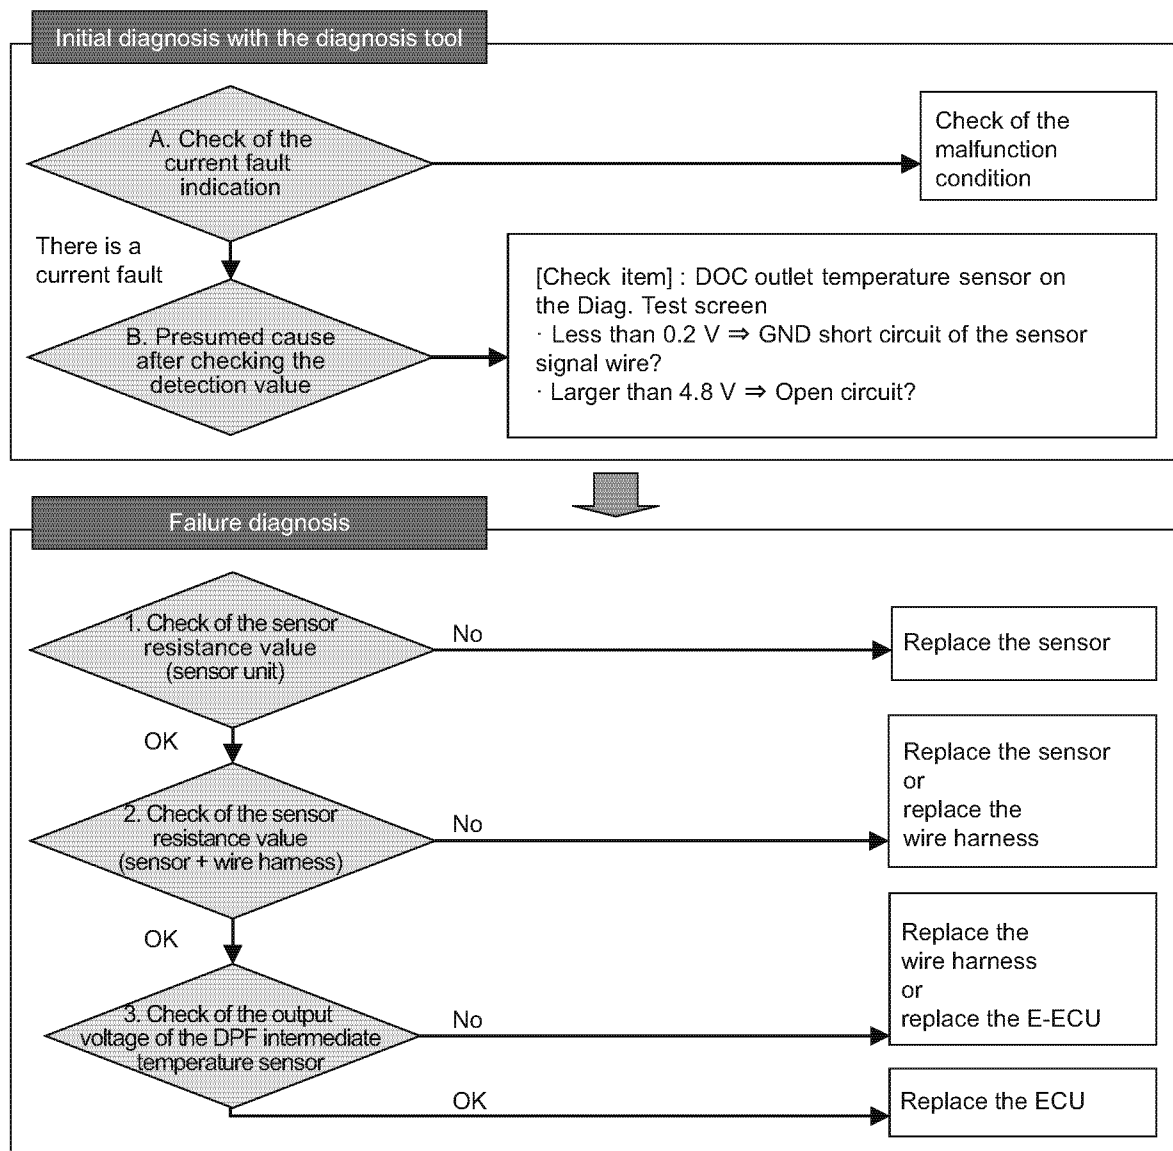 Initial diagnosis with the diagnosis tool
A. Check of the
current fault
indication
Check of the
malfunction
condition
There is a
current fault
B. Presumed cause
after checking the
detection value
[Check item] : DOC outlet temperature sensor on
the Diag. Test screen
· Less than 0.2 V ⇒ GND short circuit of the sensor
signal wire?
· Larger than 4.8 V ⇒ Open circuit?
Failure diagnosis
1. Check of the sensor
resistance value
(sensor unit)
No
Replace the sensor
OK
2. Check of the sensor
resistance value
(sensor + wire harness)
No
Replace the sensor
or
replace the
wire harness
OK
3. Check of the output
voltage of the DPF intermediate
temperature sensor
No
Replace the
wire harness
or
replace the E-ECU
OK
Replace the ECU